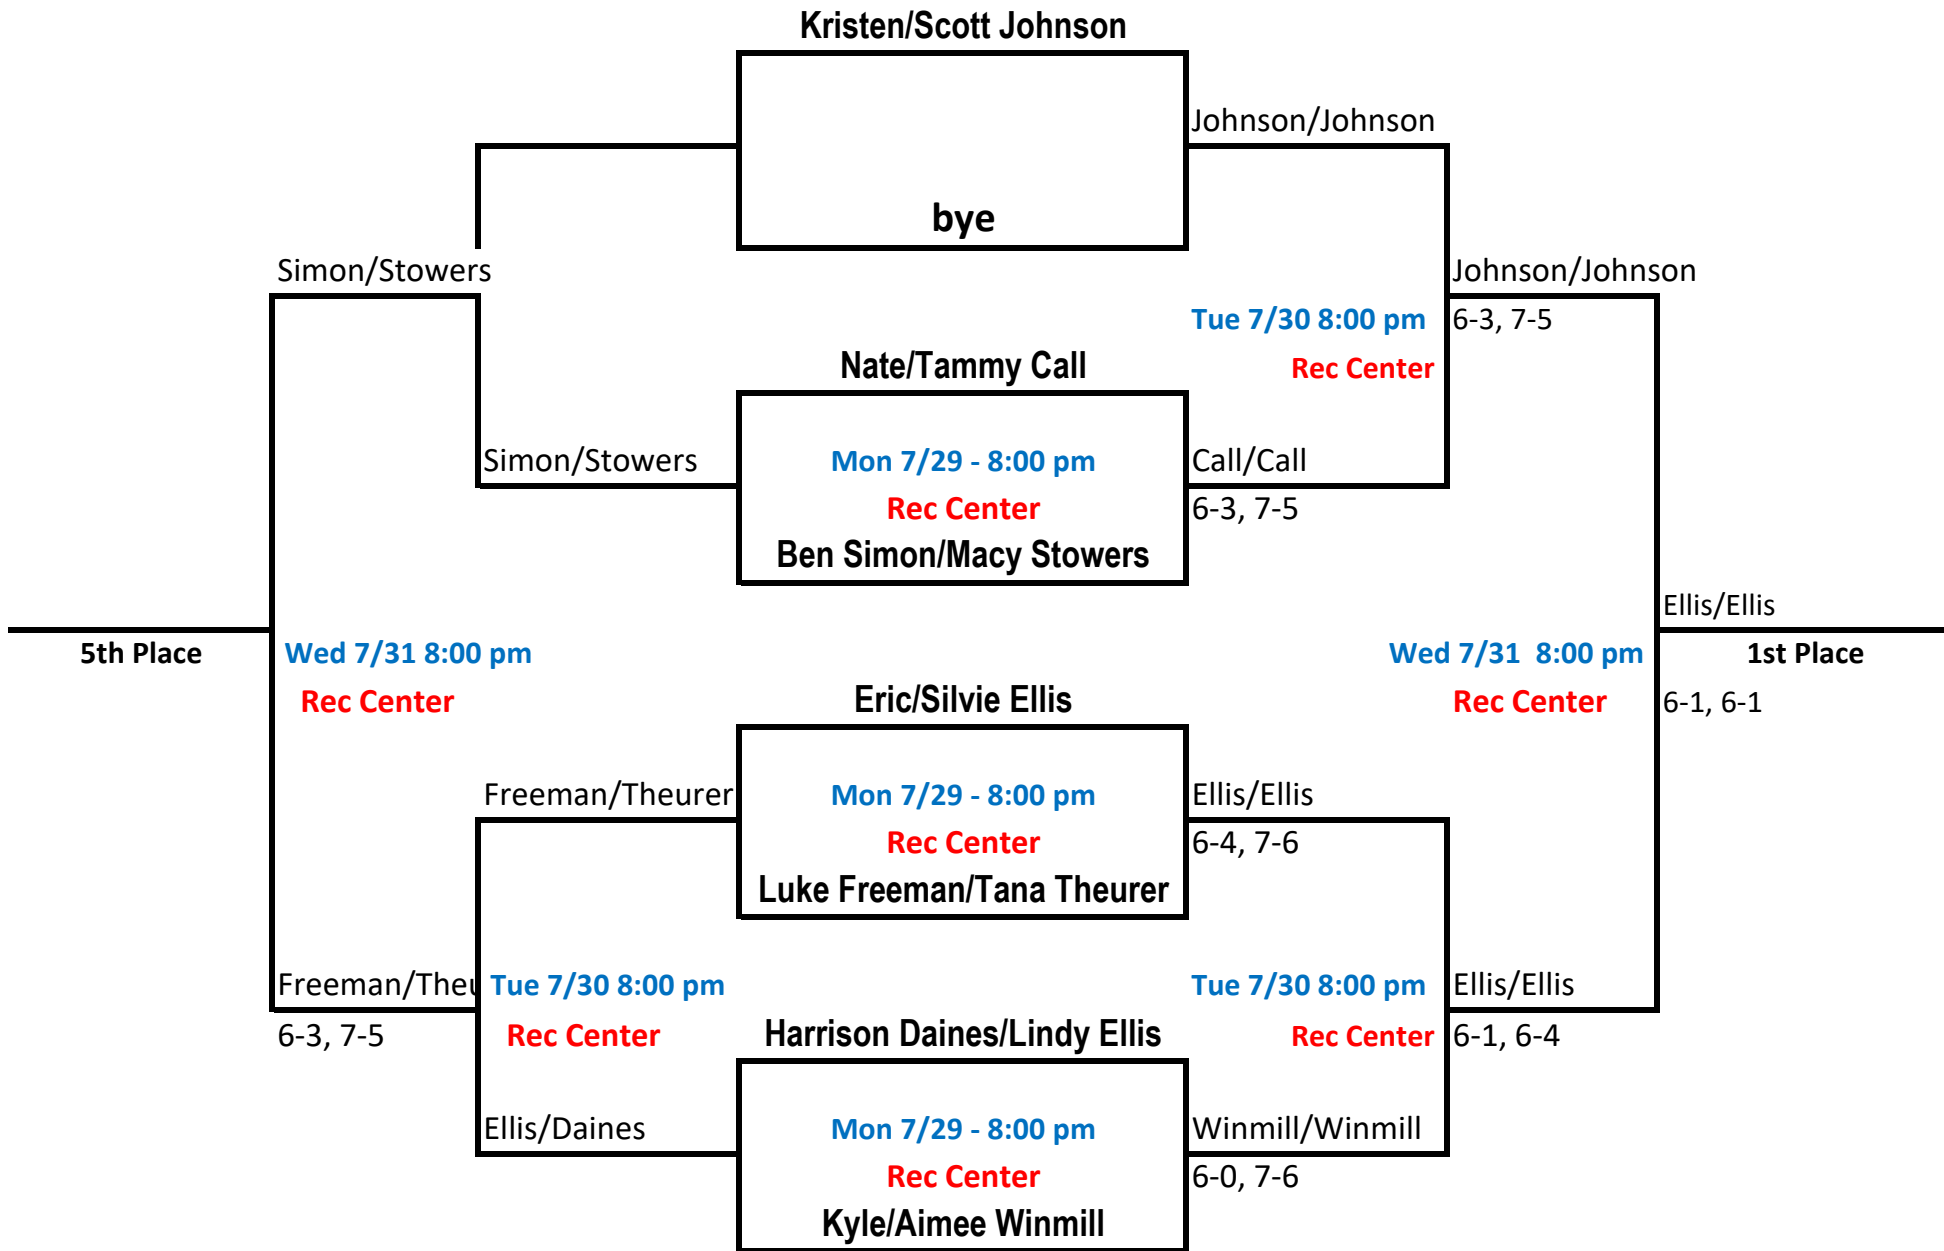 Kristen/Scott Johnson
Johnson/Johnson
bye
Simon/Stowers
Johnson/Johnson
Tue 7/30 8:00 pm
6-3, 7-5
Nate/Tammy Call
Rec Center
Simon/Stowers
Mon 7/29 - 8:00 pm
Call/Call
Rec Center
6-3, 7-5
Ben Simon/Macy Stowers
Ellis/Ellis
5th Place
Wed 7/31 8:00 pm
Wed 7/31 8:00 pm
1st Place
Rec Center
Eric/Silvie Ellis
Rec Center
6-1, 6-1
Freeman/Theurer
Mon 7/29 - 8:00 pm
Ellis/Ellis
Rec Center
6-4, 7-6
Luke Freeman/Tana Theurer
Freeman/Theu
Tue 7/30 8:00 pm
Tue 7/30 8:00 pm
Ellis/Ellis
6-3, 7-5
Rec Center
Harrison Daines/Lindy Ellis
Rec Center
6-1, 6-4
Ellis/Daines
Mon 7/29 - 8:00 pm
Winmill/Winmill
Rec Center
6-0, 7-6
Kyle/Aimee Winmill